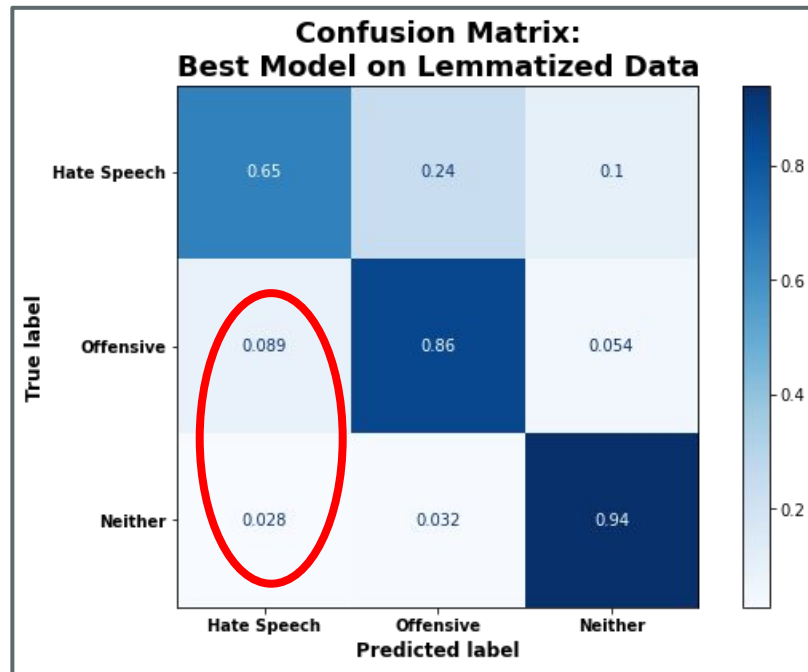 Confusion Matrix:
Best Model on Lemmatized Data
Hate Speech 0.65 0.24 0.1
Offensive 0.089 0.86 0.054
Neither 0.028 0.032 0.94
True label
Hate Speech Offensive Neither
Predicted label
0.8
0.6
0.4
0.2